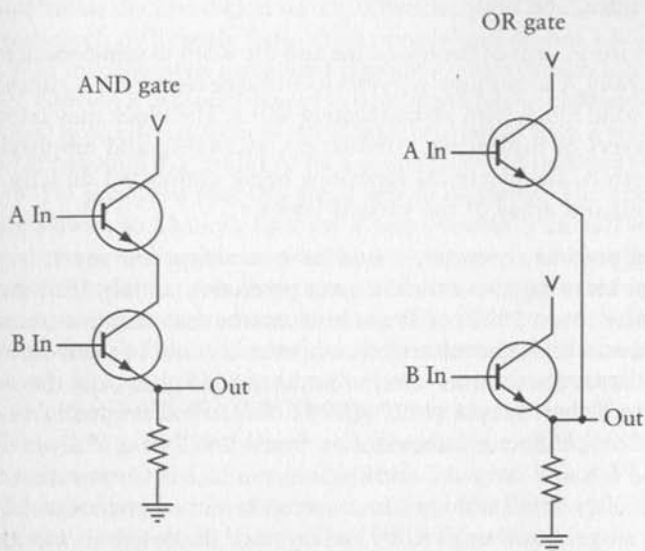 AND gate
V
A In
B In
Out
OR gate
V
A In
V
B In
Out